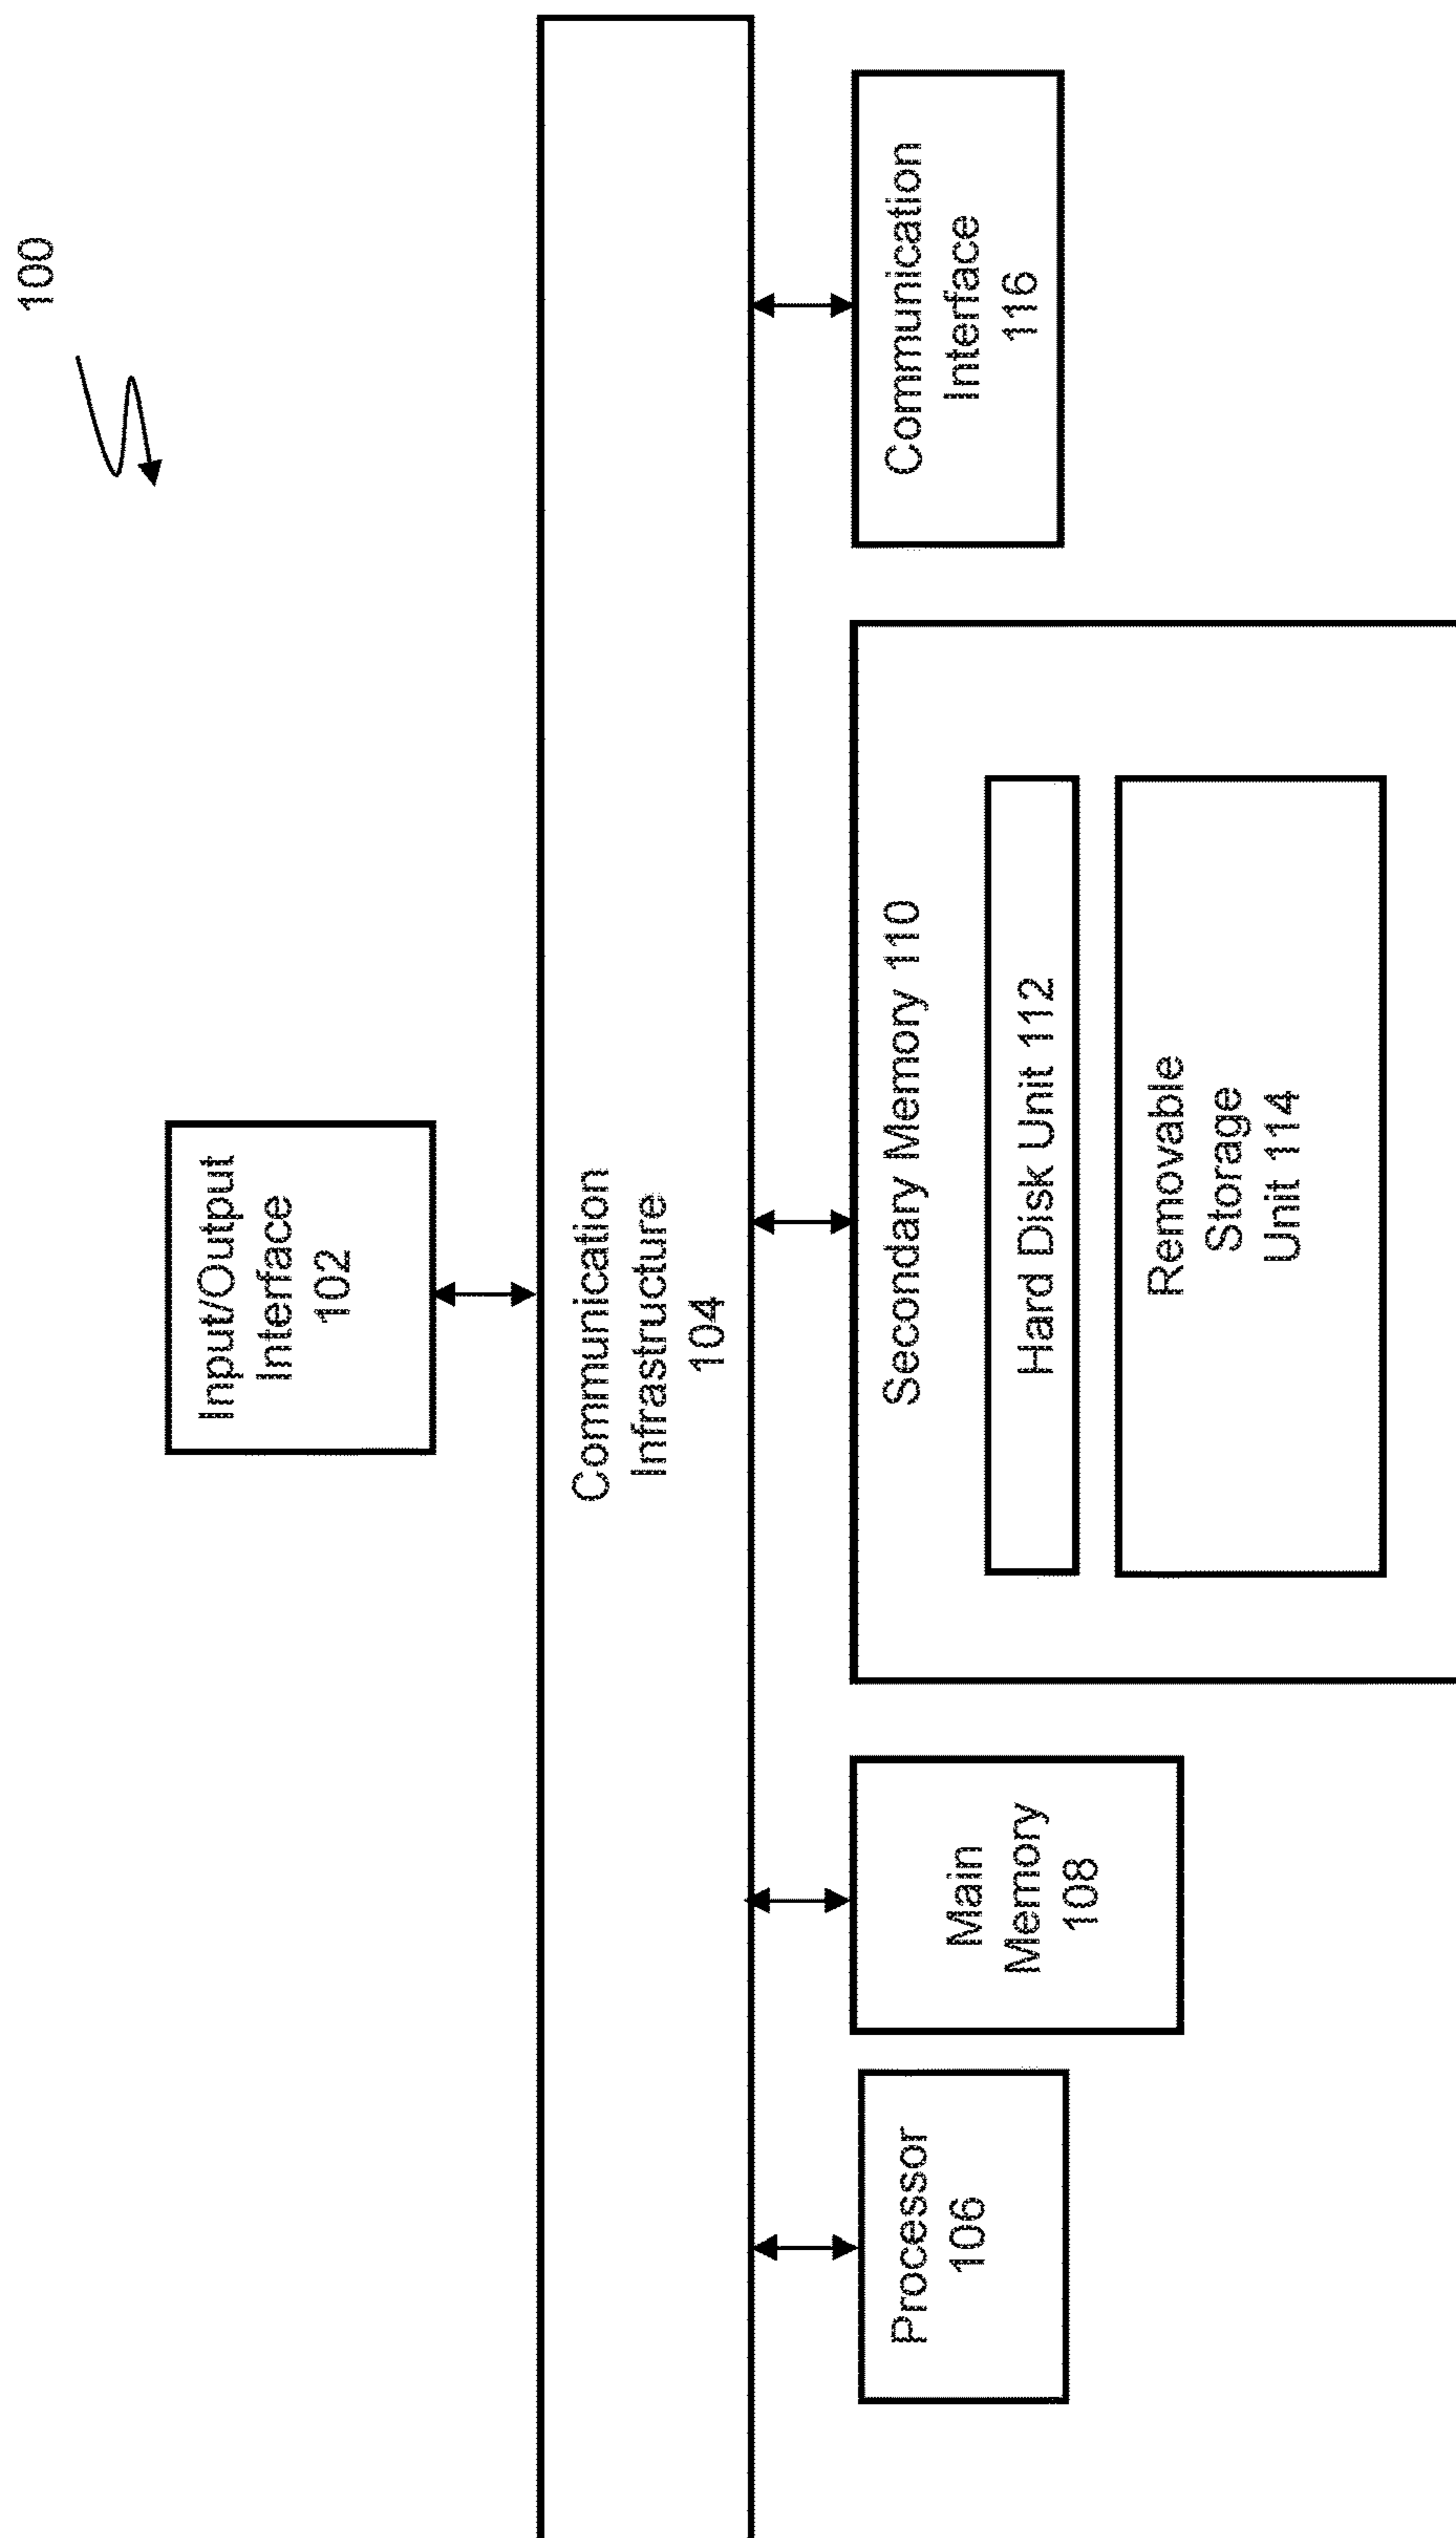 100
Input/Output
Interface
102
Communication
Infrastructure
104
Processor
106
Main
Memory
108
Secondary Memory 110
Hard Disk Unit 112
Removable
Storage
Unit 114
Communication
Interface
116